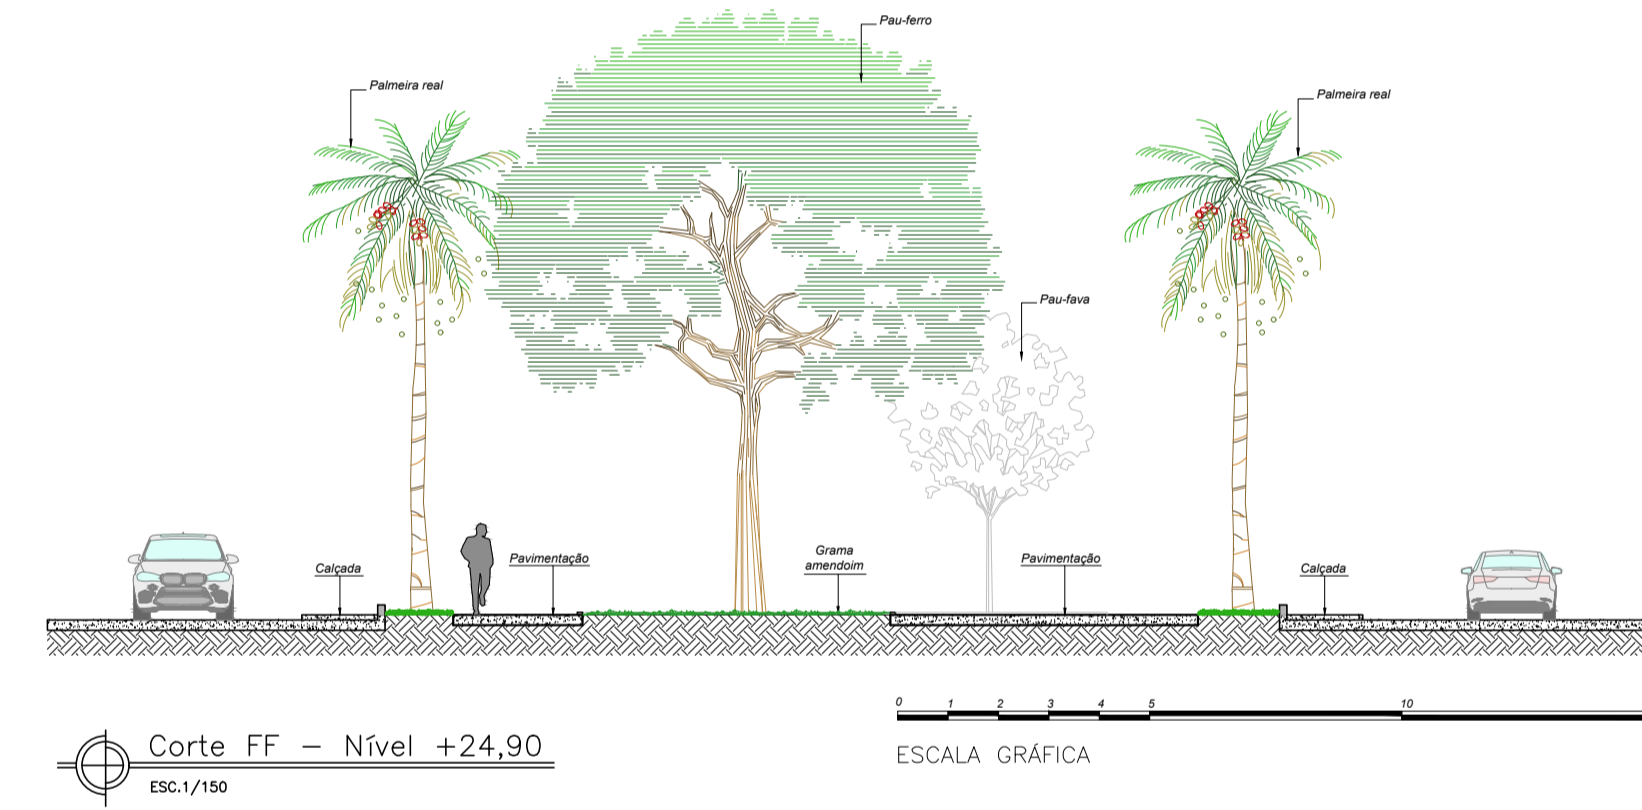 Pau-ferro
Palmeira real
Palmeira real
Pau-fava
Calçada
Pavimentação
Grama
amendoim
Pavimentação
Calçada
0 1 2 3 4 5 10
ESCALA GRÁFICA
Corte FF – Nível +24,90
ESC.1/150